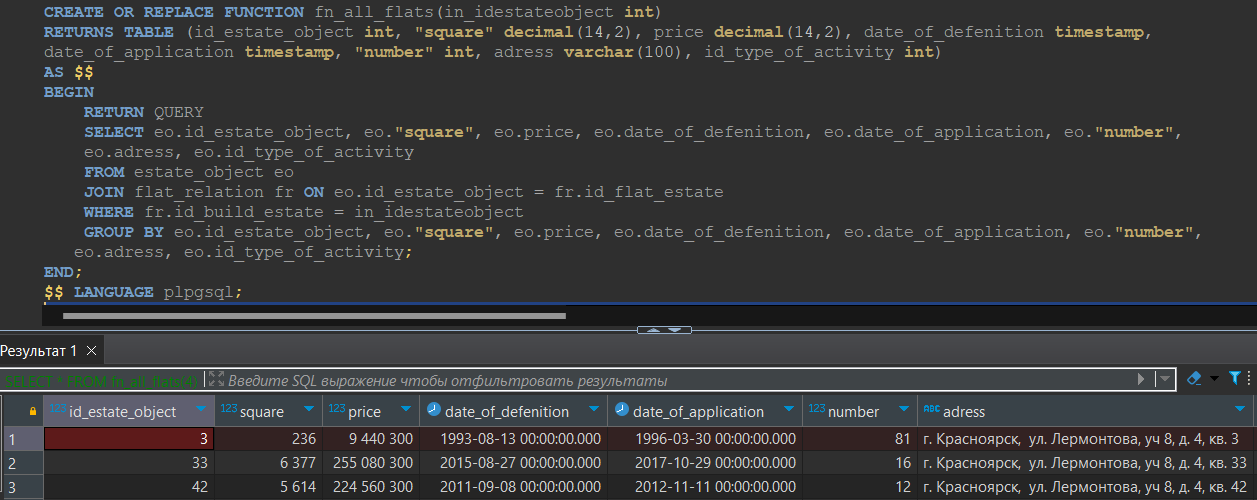 CREATE OR REPLACE FUNCTION fn_all_flats(in_idestateobject int)
RETURNS TABLE (id_estate_object int, "square" decimal(14,2), price decimal(14,2), date_of_defenition timestamp,
date_of_application timestamp, "number" int, adress varchar(100), id_type_of_activity int)
AS $$
BEGIN
RETURN QUERY
SELECT eo.id_estate_object, eo."square", eo.price, eo.date_of_defenition, eo.date_of_application, eo."number",
eo.adress, eo.id_type_of_activity
FROM estate_object eo
JOIN flat_relation fr ON eo.id_estate_object = fr.id_flat_estate
WHERE fr.id_build_estate = in_idestateobject
GROUP BY eo.id_estate_object, eo."square", eo.price, eo.date_of_defenition, eo.date_of_application, eo."number",
eo.adress, eo.id_type_of_activity;
END;
$$ LANGUAGE plpgsql;
Результат 1
SELECT * FROM fn_all_flats(4) Введите SQL выражение чтобы отфильтровать результаты
123 id_estate_object 123 square 123 price date_of_defenition date_of_application 123 number ABC adress
1 3 236 9 440 300 1993-08-13 00:00:00.000 1996-03-30 00:00:00.000 81 г. Красноярск, ул. Лермонтова, уч 8, д. 4, кв. 3
2 33 6 377 255 080 300 2015-08-27 00:00:00.000 2017-10-29 00:00:00.000 16 г. Красноярск, ул. Лермонтова, уч 8, д. 4, кв. 33
3 42 5 614 224 560 300 2011-09-08 00:00:00.000 2012-11-11 00:00:00.000 12 г. Красноярск, ул. Лермонтова, уч 8, д. 4, кв. 42